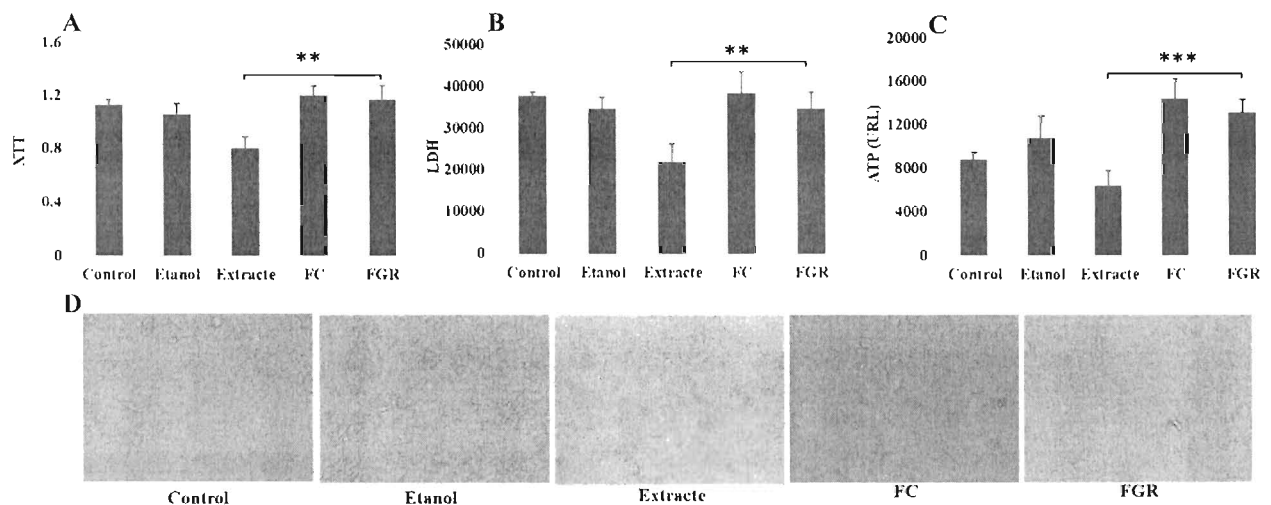 A
1.6
1.2
0.8
0.4
0
XTT
**
Control Etanol Extracte FC FGR
B
50000
40000
30000
20000
10000
0
LDH
**
Control Etanol Extracte FC FGR
C
20000
16000
12000
8000
4000
0
ATP (URL)
***
Control Etanol Extracte FC FGR
D
Control Etanol Extracte FC FGR